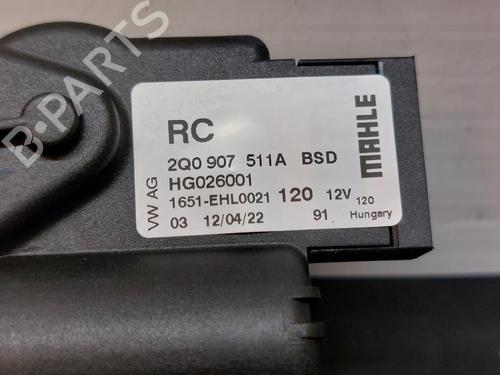 RC
2Q0 907 511A BSD
HG026001
1651-EHL0021 120 12V 120
03 12/04/22 91 Hungary
VW AG
MAHLE
B-PARTS